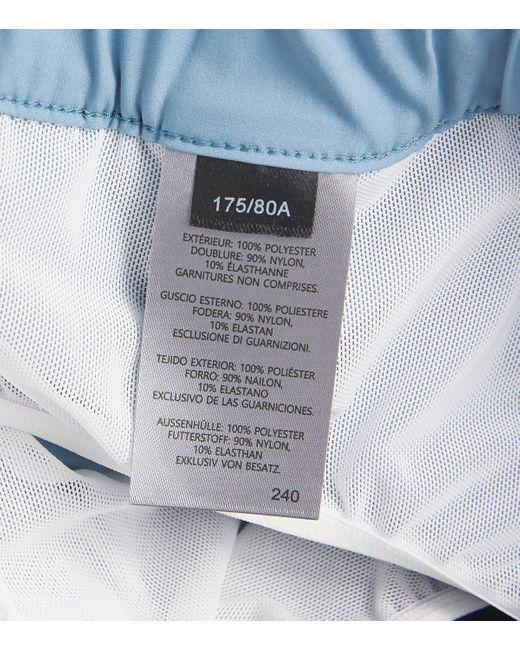 175/80A
EXTÉRIEUR: 100% POLYESTER
DOUBLURE: 90% NYLON,
10% ÉLASTHANNE
GARNITURES NON COMPRISES.
GUSCIO ESTERNO: 100% POLIESTERE
FODERA: 90% NYLON,
10% ELASTAN
ESCLUSIONE DI GUARNIZIONI.
TEJIDO EXTERIOR: 100% POLIÉSTER
FORRO: 90% NAILON,
10% ELASTANO
EXCLUSIVO DE LAS GUARNICIONES.
AUSSENHÜLLE: 100% POLYESTER
FUTTERSTOFF: 90% NYLON,
10% ELASTHAN
EXKLUSIV VON BESATZ.
240